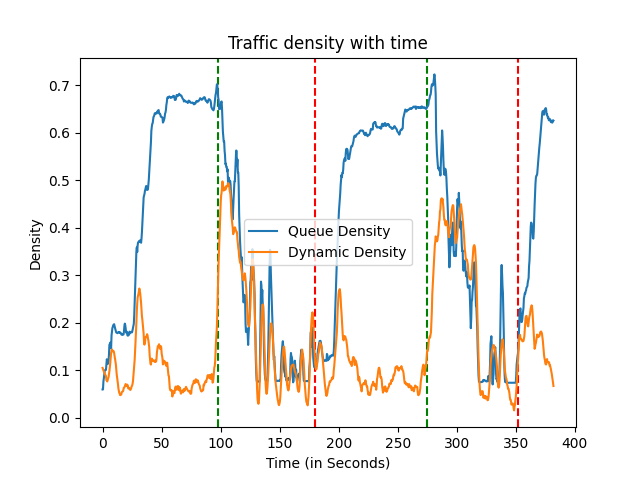 Traffic density with time
Density
0.7
0.6
0.5
0.4
0.3
0.2
0.1
0.0
Queue Density
Dynamic Density
0 50 100 150 200 250 300 350 400
Time (in Seconds)